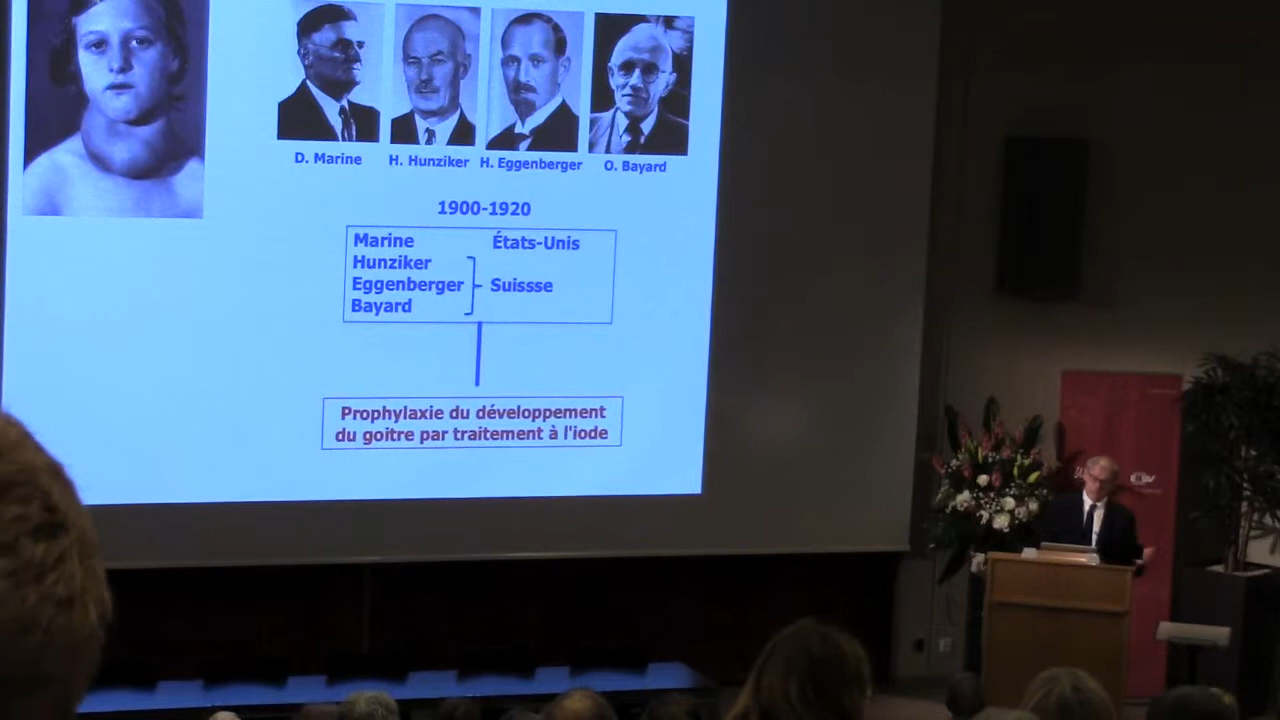 D. Marine
H. Hunziker
H. Eggenberger
O. Bayard
1900-1920
Marine États-Unis
Hunziker
Eggenberger Suissse
Bayard
Prophylaxie du développement
du goitre par traitement à l'iode